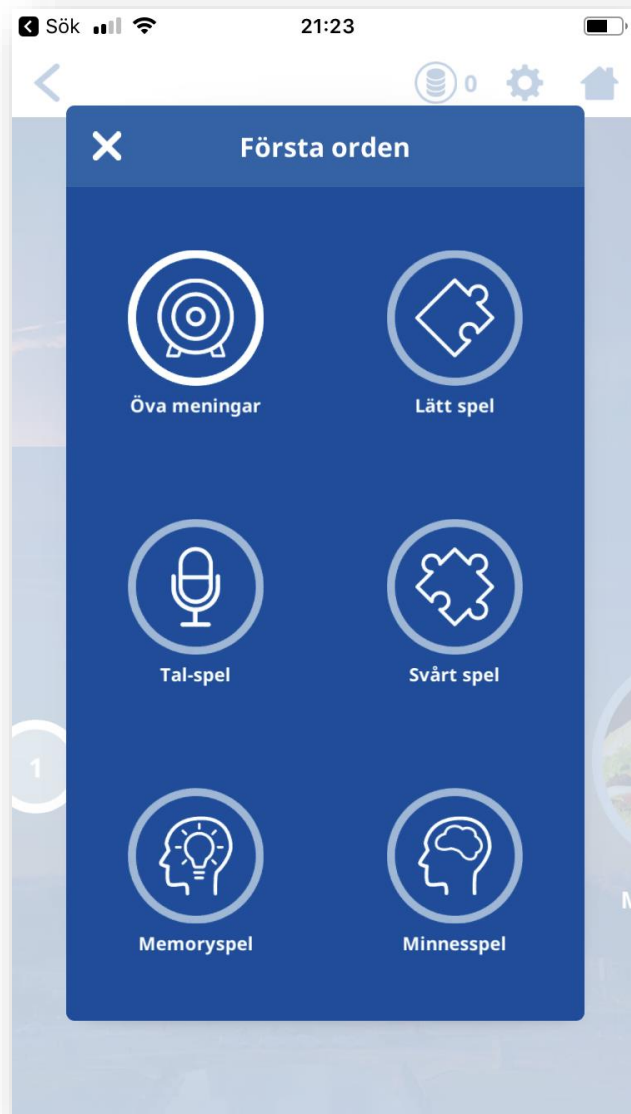 Sök
21:23
0
Första orden
Öva meningar
Lätt spel
Tal-spel
Svårt spel
1
Memoryspel
Minnesspel